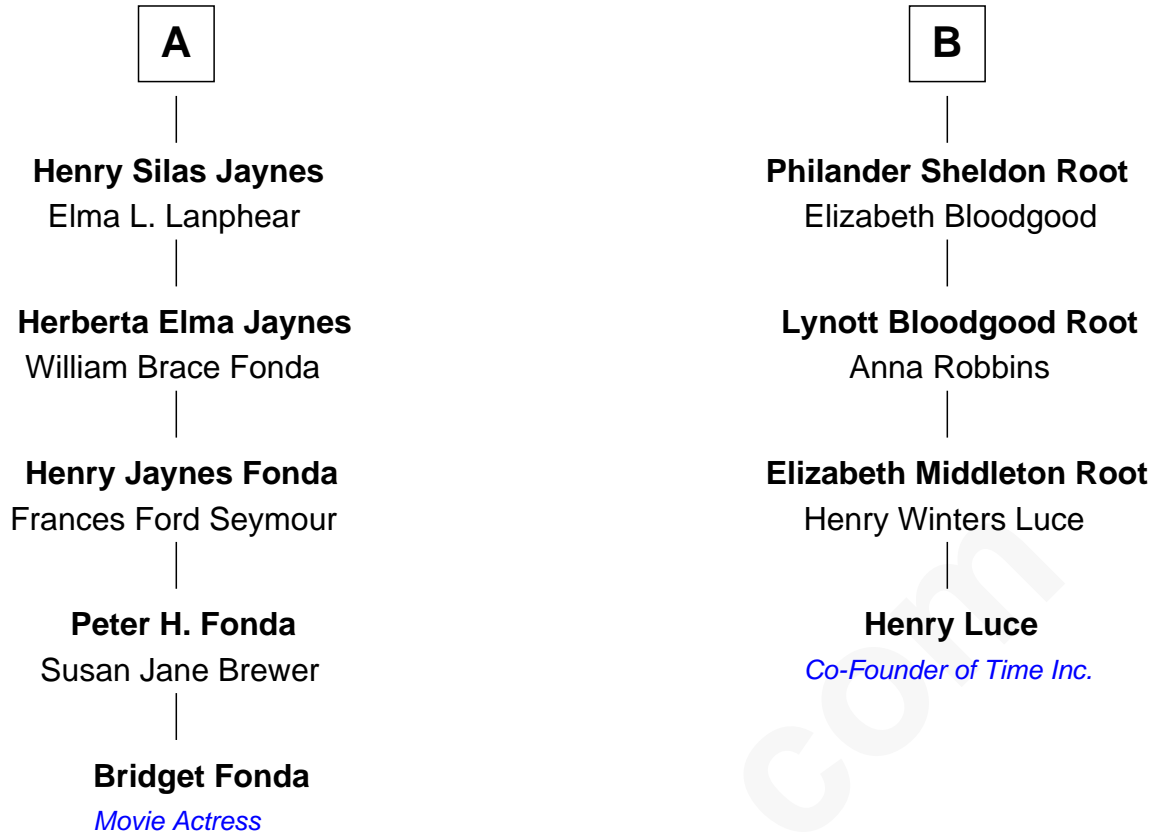 A
Henry Silas Jaynes
Elma L. Lanphear
Herberta Elma Jaynes
William Brace Fonda
Henry Jaynes Fonda
Frances Ford Seymour
Peter H. Fonda
Susan Jane Brewer
Bridget Fonda
Movie Actress
B
Philander Sheldon Root
Elizabeth Bloodgood
Lynott Bloodgood Root
Anna Robbins
Elizabeth Middleton Root
Henry Winters Luce
Henry Luce
Co-Founder of Time Inc.
com